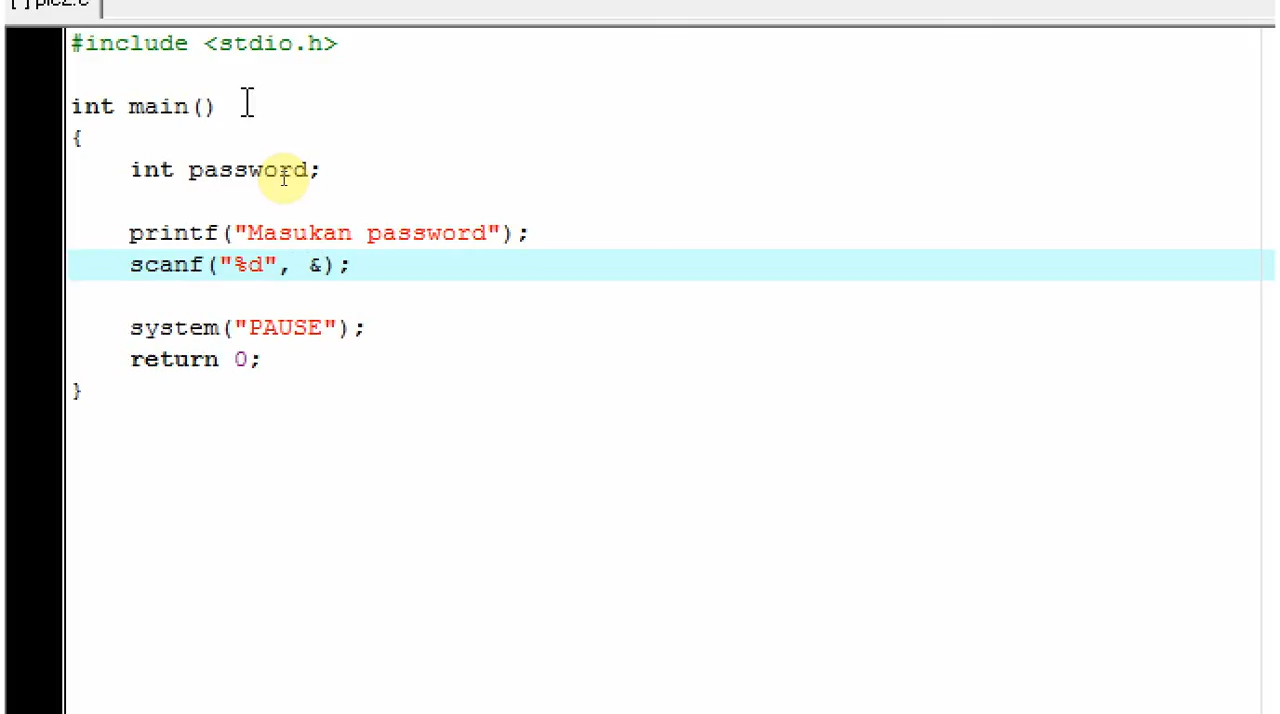 #include <stdio.h>
int main()
{
int password;
printf("Masukan password");
scanf("%d", &);
system("PAUSE");
return 0;
}